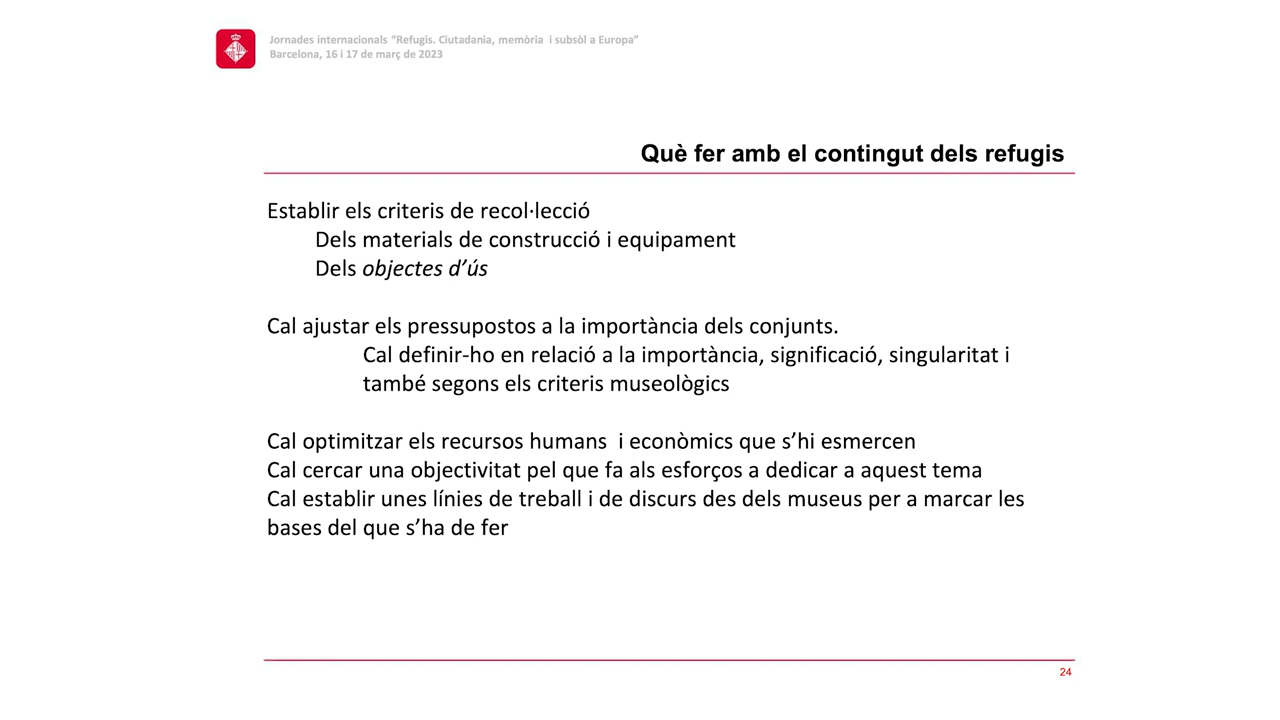 Jornades internacionals “Refugis. Ciutadania, memòria  i subsòl a Europa”
Barcelona, 16 i 17 de març de 2023
Què fer amb el contingut dels refugis
Establir els criteris de recol·lecció
Dels materials de construcció i equipament
Dels objectes d’ús
Cal ajustar els pressupostos a la importància dels conjunts.
Cal definir-ho en relació a la importància, significació, singularitat i
també segons els criteris museològics
Cal optimitzar els recursos humans  i econòmics que s’hi esmercen
Cal cercar una objectivitat pel que fa als esforços a dedicar a aquest tema
Cal establir unes línies de treball i de discurs des dels museus per a marcar les
bases del que s’ha de fer
24